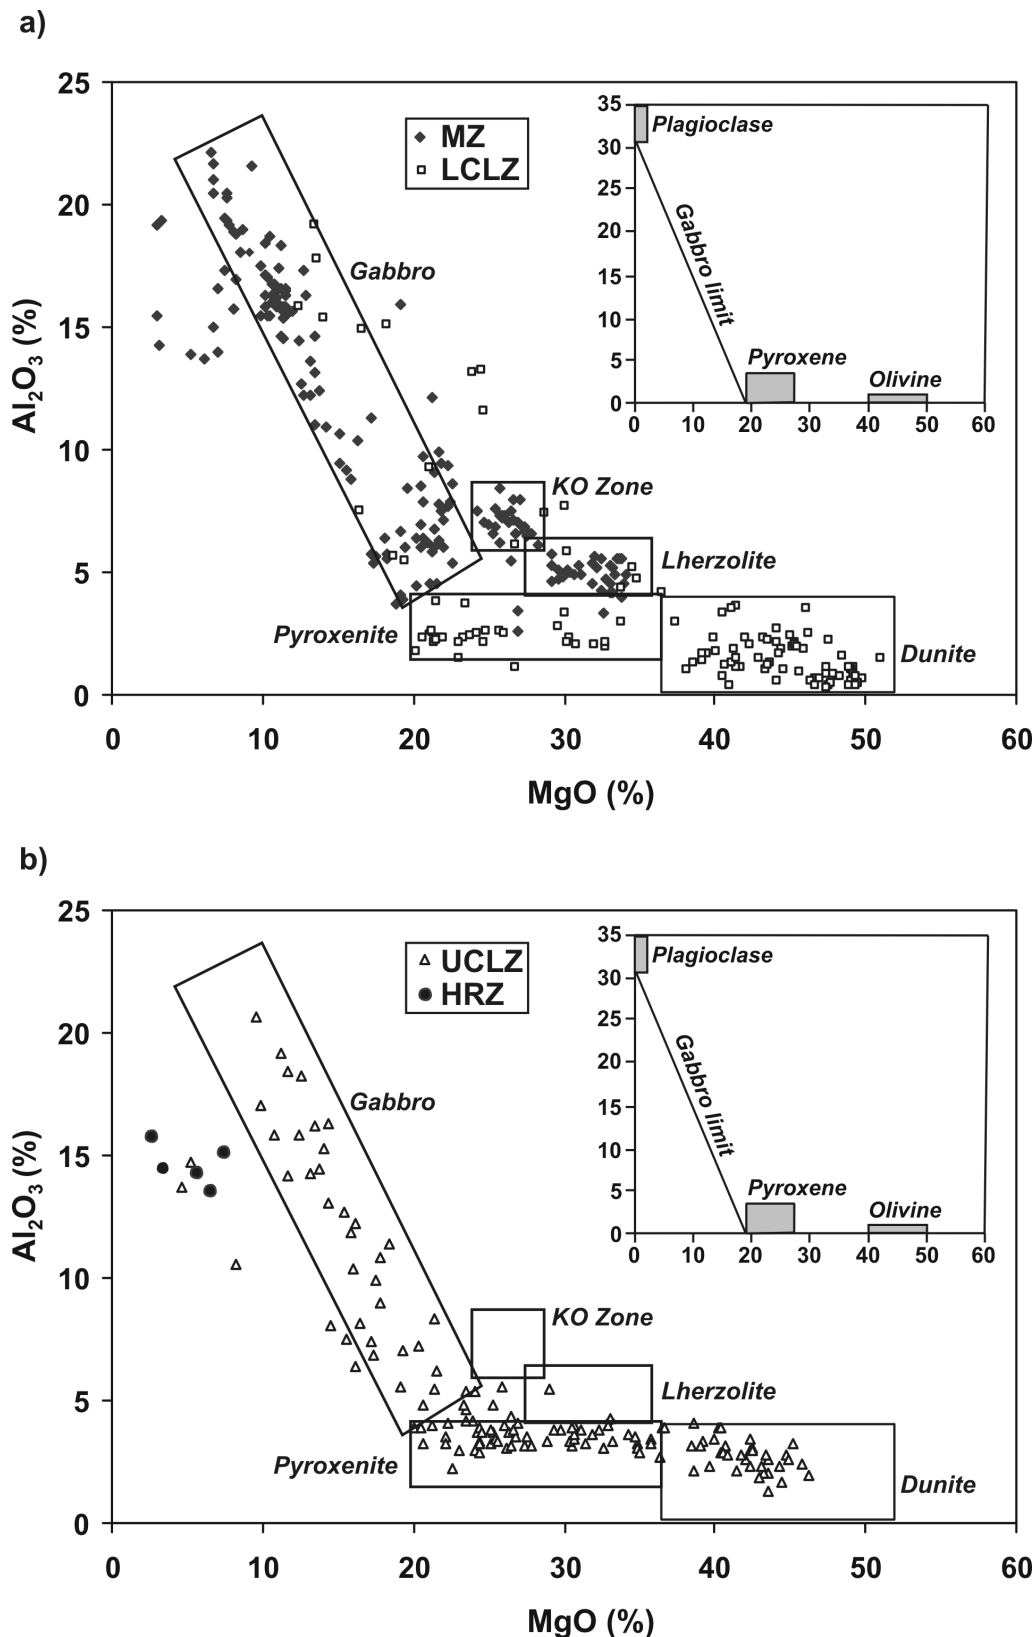 a)
25
20
15
10
5
0
Al₂O₃ (%)
MZ
LCLZ
Gabbro
KO Zone
Lherzolite
Pyroxenite
Dunite
35
30
25
20
15
10
5
0
Plagioclase
Gabbro limit
Pyroxene
Olivine
0 10 20 30 40 50 60
0 10 20 30 40 50 60
MgO (%)
b)
25
20
15
10
5
0
Al₂O₃ (%)
UCLZ
HRZ
Gabbro
KO Zone
Lherzolite
Pyroxenite
Dunite
35
30
25
20
15
10
5
0
Plagioclase
Gabbro limit
Pyroxene
Olivine
0 10 20 30 40 50 60
0 10 20 30 40 50 60
MgO (%)